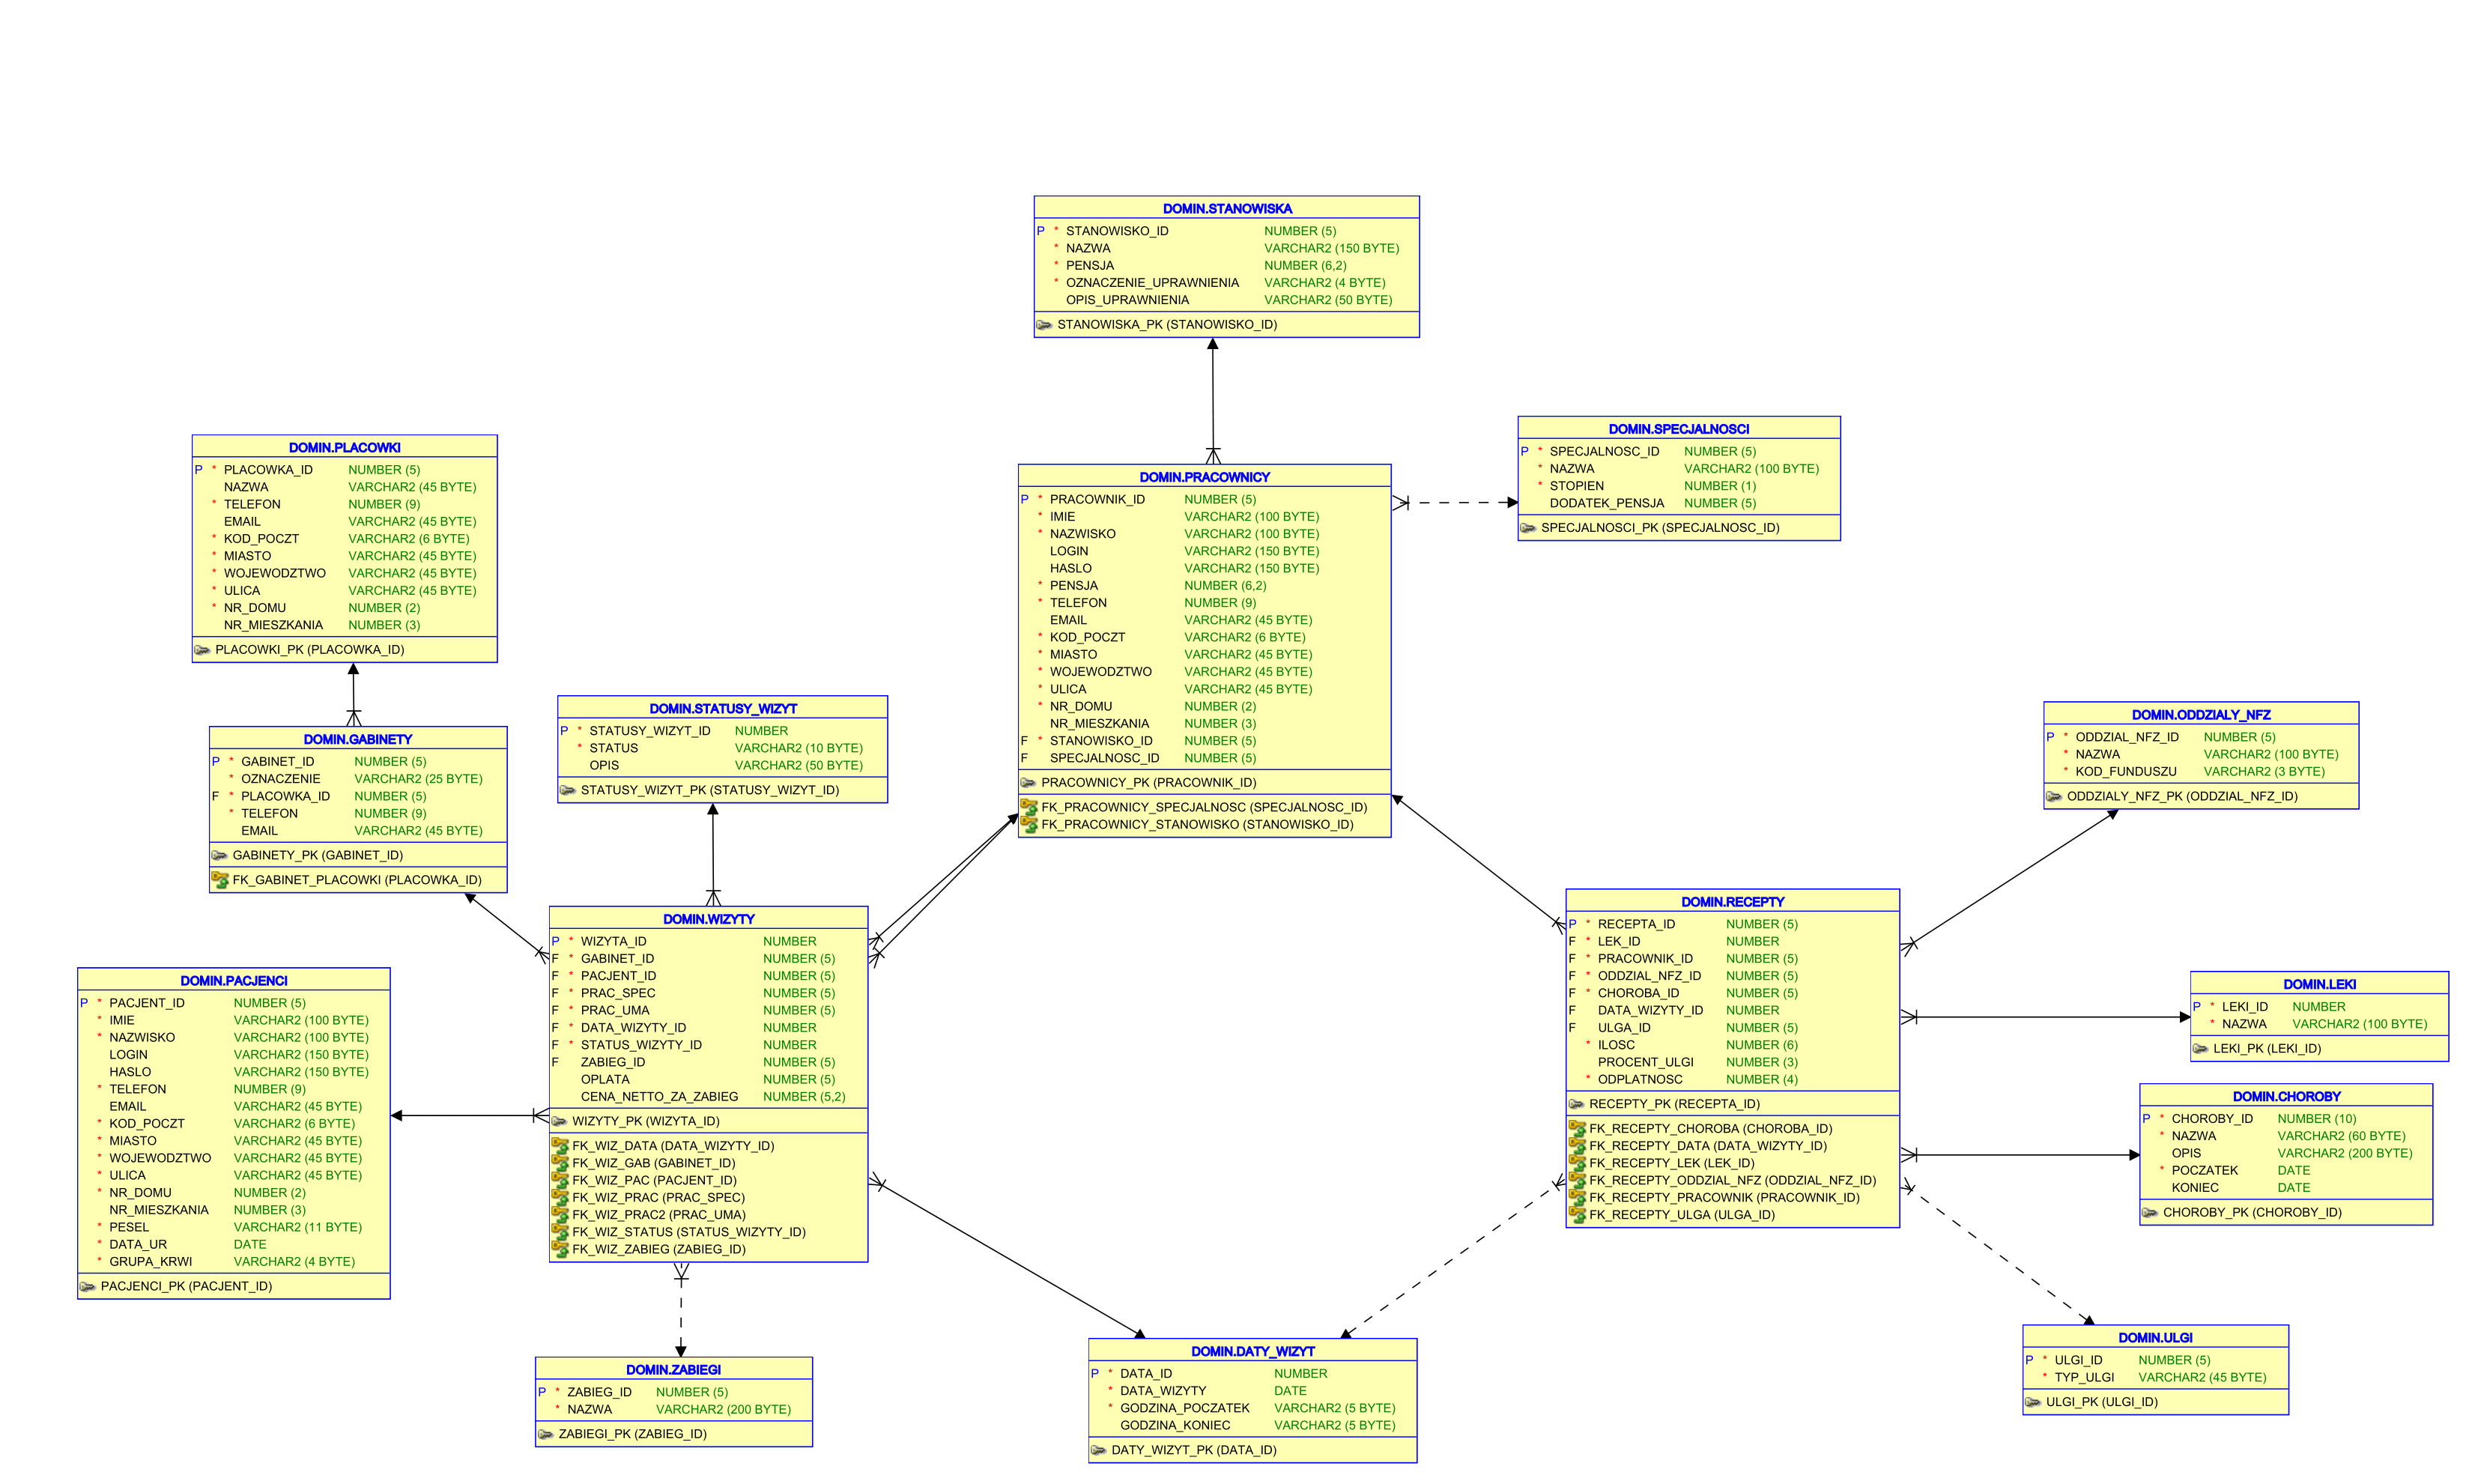 DOMIN.STANOWISKA
P * STANOWISKO_ID NUMBER (5)
* NAZWA VARCHAR2 (150 BYTE)
* PENSJA NUMBER (6,2)
* OZNACZENIE_UPRAWNIENIA VARCHAR2 (4 BYTE)
OPIS_UPRAWNIENIA VARCHAR2 (50 BYTE)
STANOWISKA_PK (STANOWISKO_ID)
DOMIN.SPECJALNOSCI
P * SPECJALNOSC_ID NUMBER (5)
* NAZWA VARCHAR2 (100 BYTE)
* STOPIEN NUMBER (1)
DODATEK_PENSJA NUMBER (5)
SPECJALNOSCI_PK (SPECJALNOSC_ID)
DOMIN.PLACOWKI
P * PLACOWKA_ID NUMBER (5)
NAZWA VARCHAR2 (45 BYTE)
* TELEFON NUMBER (9)
EMAIL VARCHAR2 (45 BYTE)
* KOD_POCZT VARCHAR2 (6 BYTE)
* MIASTO VARCHAR2 (45 BYTE)
* WOJEWODZTWO VARCHAR2 (45 BYTE)
* ULICA VARCHAR2 (45 BYTE)
* NR_DOMU NUMBER (2)
NR_MIESZKANIA NUMBER (3)
PLACOWKI_PK (PLACOWKA_ID)
DOMIN.PRACOWNICY
P * PRACOWNIK_ID NUMBER (5)
* IMIE VARCHAR2 (100 BYTE)
* NAZWISKO VARCHAR2 (100 BYTE)
LOGIN VARCHAR2 (150 BYTE)
HASLO VARCHAR2 (150 BYTE)
* PENSJA NUMBER (6,2)
* TELEFON NUMBER (9)
EMAIL VARCHAR2 (45 BYTE)
* KOD_POCZT VARCHAR2 (6 BYTE)
* MIASTO VARCHAR2 (45 BYTE)
* WOJEWODZTWO VARCHAR2 (45 BYTE)
* ULICA VARCHAR2 (45 BYTE)
* NR_DOMU NUMBER (2)
NR_MIESZKANIA NUMBER (3)
F * STANOWISKO_ID NUMBER (5)
F SPECJALNOSC_ID NUMBER (5)
PRACOWNICY_PK (PRACOWNIK_ID)
FK_PRACOWNICY_SPECJALNOSC (SPECJALNOSC_ID)
FK_PRACOWNICY_STANOWISKO (STANOWISKO_ID)
DOMIN.GABINETY
P * GABINET_ID NUMBER (5)
* OZNACZENIE VARCHAR2 (25 BYTE)
F * PLACOWKA_ID NUMBER (5)
* TELEFON NUMBER (9)
EMAIL VARCHAR2 (45 BYTE)
GABINETY_PK (GABINET_ID)
FK_GABINET_PLACOWKI (PLACOWKA_ID)
DOMIN.STATUSY_WIZYT
P * STATUSY_WIZYT_ID NUMBER
* STATUS VARCHAR2 (10 BYTE)
OPIS VARCHAR2 (50 BYTE)
STATUSY_WIZYT_PK (STATUSY_WIZYT_ID)
DOMIN.ODDZIALY_NFZ
P * ODDZIAL_NFZ_ID NUMBER (5)
* NAZWA VARCHAR2 (100 BYTE)
* KOD_FUNDUSZU VARCHAR2 (3 BYTE)
ODDZIALY_NFZ_PK (ODDZIAL_NFZ_ID)
DOMIN.PACJENCI
P * PACJENT_ID NUMBER (5)
* IMIE VARCHAR2 (100 BYTE)
* NAZWISKO VARCHAR2 (100 BYTE)
LOGIN VARCHAR2 (150 BYTE)
HASLO VARCHAR2 (150 BYTE)
* TELEFON NUMBER (9)
EMAIL VARCHAR2 (45 BYTE)
* KOD_POCZT VARCHAR2 (6 BYTE)
* MIASTO VARCHAR2 (45 BYTE)
* WOJEWODZTWO VARCHAR2 (45 BYTE)
* ULICA VARCHAR2 (45 BYTE)
* NR_DOMU NUMBER (2)
NR_MIESZKANIA NUMBER (3)
* PESEL VARCHAR2 (11 BYTE)
* DATA_UR DATE
* GRUPA_KRWI VARCHAR2 (4 BYTE)
PACJENCI_PK (PACJENT_ID)
DOMIN.WIZYTY
P * WIZYTA_ID NUMBER
F * GABINET_ID NUMBER (5)
F * PACJENT_ID NUMBER (5)
F * PRAC_SPEC NUMBER (5)
F * PRAC_UMA NUMBER (5)
F * DATA_WIZYTY_ID NUMBER
F * STATUS_WIZYTY_ID NUMBER
F ZABIEG_ID NUMBER (5)
OPLATA NUMBER (5)
CENA_NETTO_ZA_ZABIEG NUMBER (5,2)
WIZYTY_PK (WIZYTA_ID)
FK_WIZ_DATA (DATA_WIZYTY_ID)
FK_WIZ_GAB (GABINET_ID)
FK_WIZ_PAC (PACJENT_ID)
FK_WIZ_PRAC (PRAC_SPEC)
FK_WIZ_PRAC2 (PRAC_UMA)
FK_WIZ_STATUS (STATUS_WIZYTY_ID)
FK_WIZ_ZABIEG (ZABIEG_ID)
DOMIN.RECEPTY
P * RECEPTA_ID NUMBER (5)
F * LEK_ID NUMBER
F * PRACOWNIK_ID NUMBER (5)
F * ODDZIAL_NFZ_ID NUMBER (5)
F * CHOROBA_ID NUMBER (5)
F DATA_WIZYTY_ID NUMBER
F ULGA_ID NUMBER (5)
* ILOSC NUMBER (6)
PROCENT_ULGI NUMBER (3)
* ODPLATNOSC NUMBER (4)
RECEPTY_PK (RECEPTA_ID)
FK_RECEPTY_CHOROBA (CHOROBA_ID)
FK_RECEPTY_DATA (DATA_WIZYTY_ID)
FK_RECEPTY_LEK (LEK_ID)
FK_RECEPTY_ODDZIAL_NFZ (ODDZIAL_NFZ_ID)
FK_RECEPTY_PRACOWNIK (PRACOWNIK_ID)
FK_RECEPTY_ULGA (ULGA_ID)
DOMIN.LEKI
P * LEKI_ID NUMBER
* NAZWA VARCHAR2 (100 BYTE)
LEKI_PK (LEKI_ID)
DOMIN.CHOROBY
P * CHOROBY_ID NUMBER (10)
* NAZWA VARCHAR2 (60 BYTE)
OPIS VARCHAR2 (200 BYTE)
* POCZATEK DATE
KONIEC DATE
CHOROBY_PK (CHOROBY_ID)
DOMIN.ZABIEGI
P * ZABIEG_ID NUMBER (5)
* NAZWA VARCHAR2 (200 BYTE)
ZABIEGI_PK (ZABIEG_ID)
DOMIN.DATY_WIZYT
P * DATA_ID NUMBER
* DATA_WIZYTY DATE
* GODZINA_POCZATEK VARCHAR2 (5 BYTE)
GODZINA_KONIEC VARCHAR2 (5 BYTE)
DATY_WIZYT_PK (DATA_ID)
DOMIN.ULGI
P * ULGI_ID NUMBER (5)
* TYP_ULGI VARCHAR2 (45 BYTE)
ULGI_PK (ULGI_ID)